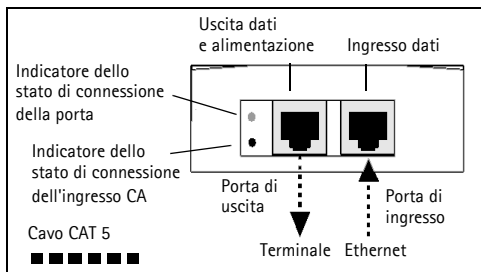 Uscita dati
e alimentazione
Ingresso dati
Indicatore dello
stato di connessione
della porta
Indicatore dello
stato di connessione
dell'ingresso CA
Porta di
uscita
Porta di
ingresso
Cavo CAT 5
Terminale
Ethernet